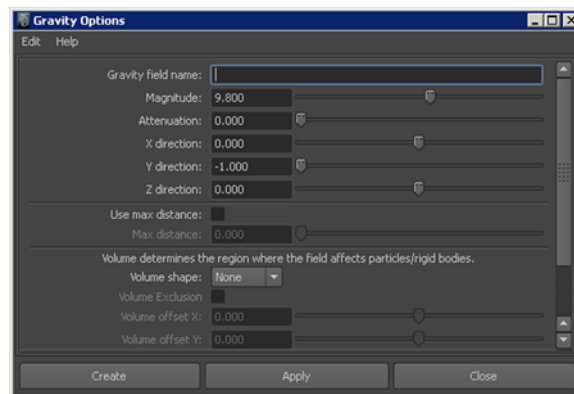 Gravity Options
Edit Help
Gravity field name:
Magnitude: 9.800
Attenuation: 0.000
X direction: 0.000
Y direction: -1.000
Z direction: 0.000
Use max distance:
Max distance: 0.000
Volume determines the region where the field affects particles/rigid bodies.
Volume shape: None
Volume Exclusion
Volume offset X: 0.000
Volume offset Y: 0.000
Create Apply Close